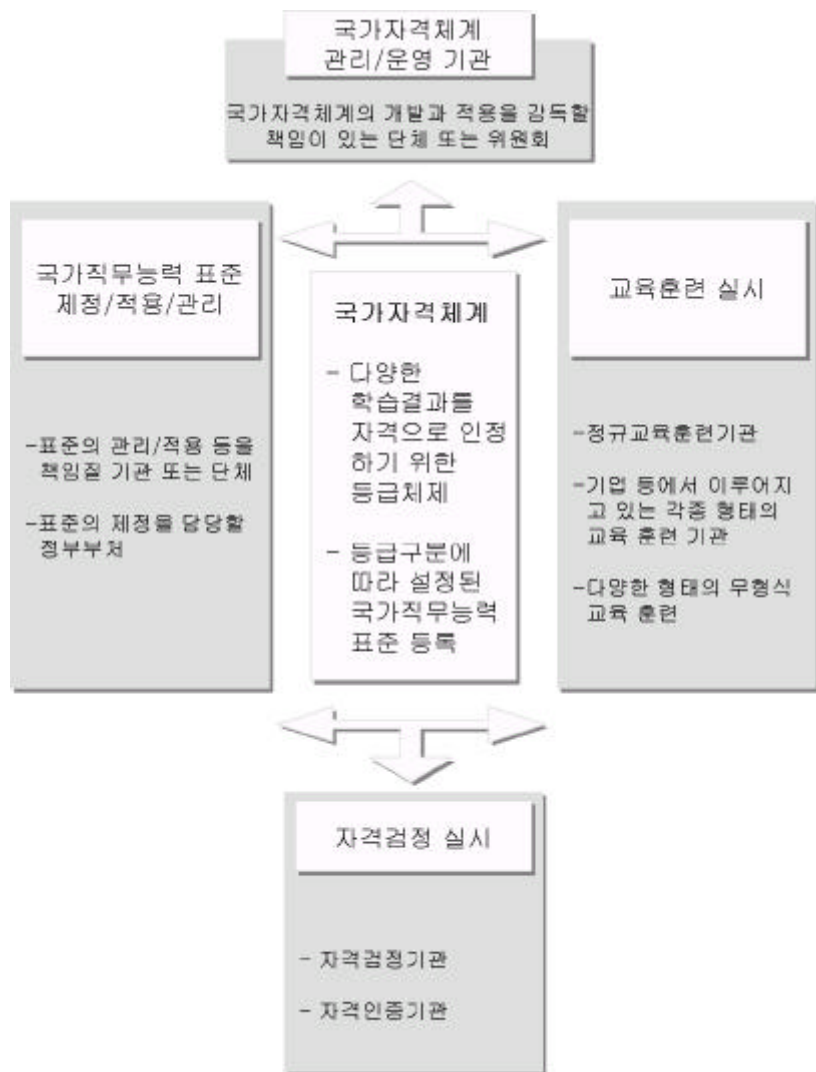 국가자격체계
관리/운영 기관
국가자격체계의 개발과 적용을 감독할
책임이 있는 단체 또는 위원회
국가직무능력 표준
제정/적용/관리
-표준의 관리/적용 등을
책임질 기관 또는 단체
-표준의 제정을 담당할
정부부처
국가자격체계
- 다양한
학습결과를
자격으로 인정
하기 위한
등급체제
- 등급구분에
따라 설정된
국가직무능력
표준 등록
교육훈련 실시
-정규교육훈련기관
-기업 등에서 이루어지
고 있는 각종 형태의
교육 훈련 기관
-다양한 형태의 무형식
교육 훈련
자격검정 실시
- 자격검정기관
- 자격인증기관